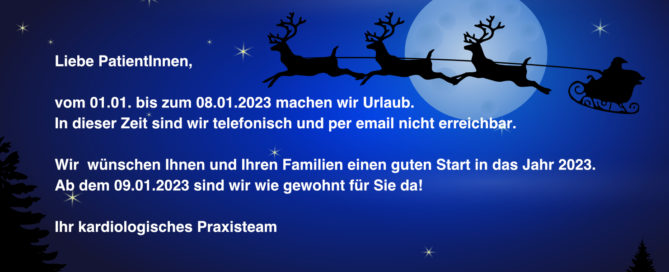 Liebe PatientInnen,
vom 01.01. bis zum 08.01.2023 machen wir Urlaub.
In dieser Zeit sind wir telefonisch und per email nicht erreichbar.
Wir  wünschen Ihnen und Ihren Familien einen guten Start in das Jahr 2023.
Ab dem 09.01.2023 sind wir wie gewohnt für Sie da!
Ihr kardiologisches Praxisteam